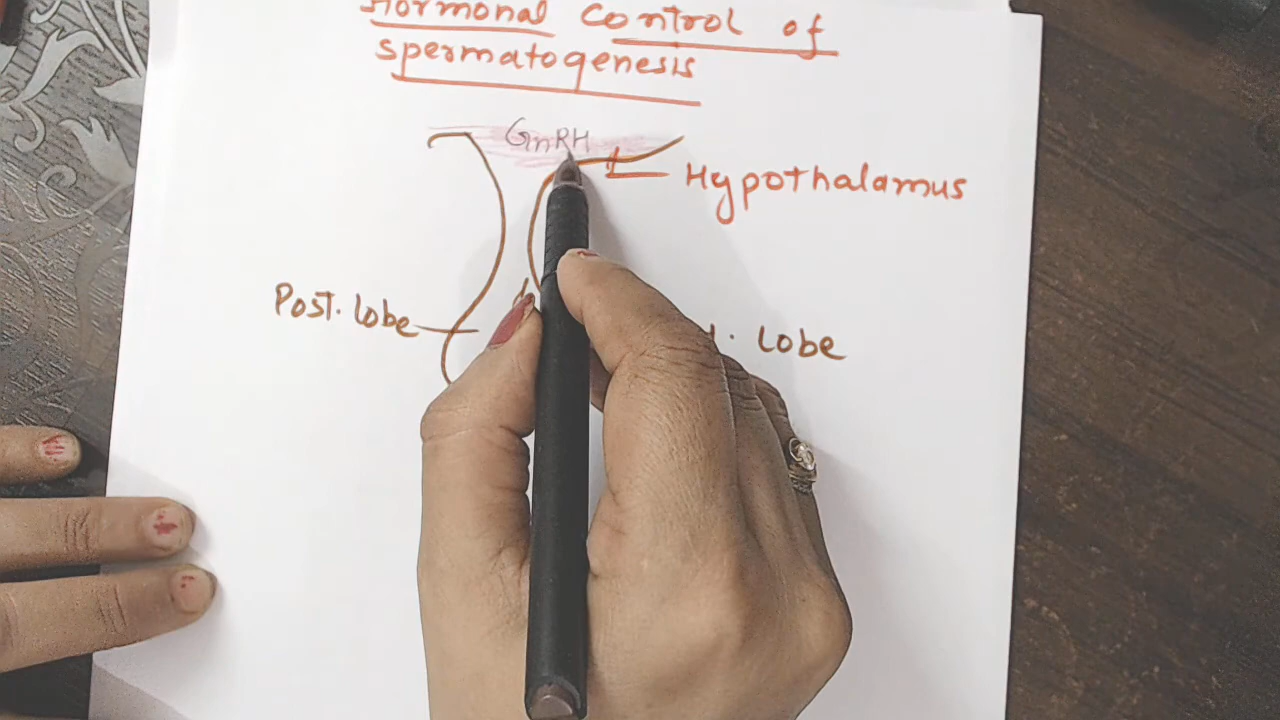 Hormonal Control of
spermatogenesis
GnRH
Hypothalamus
Post. lobe
lobe